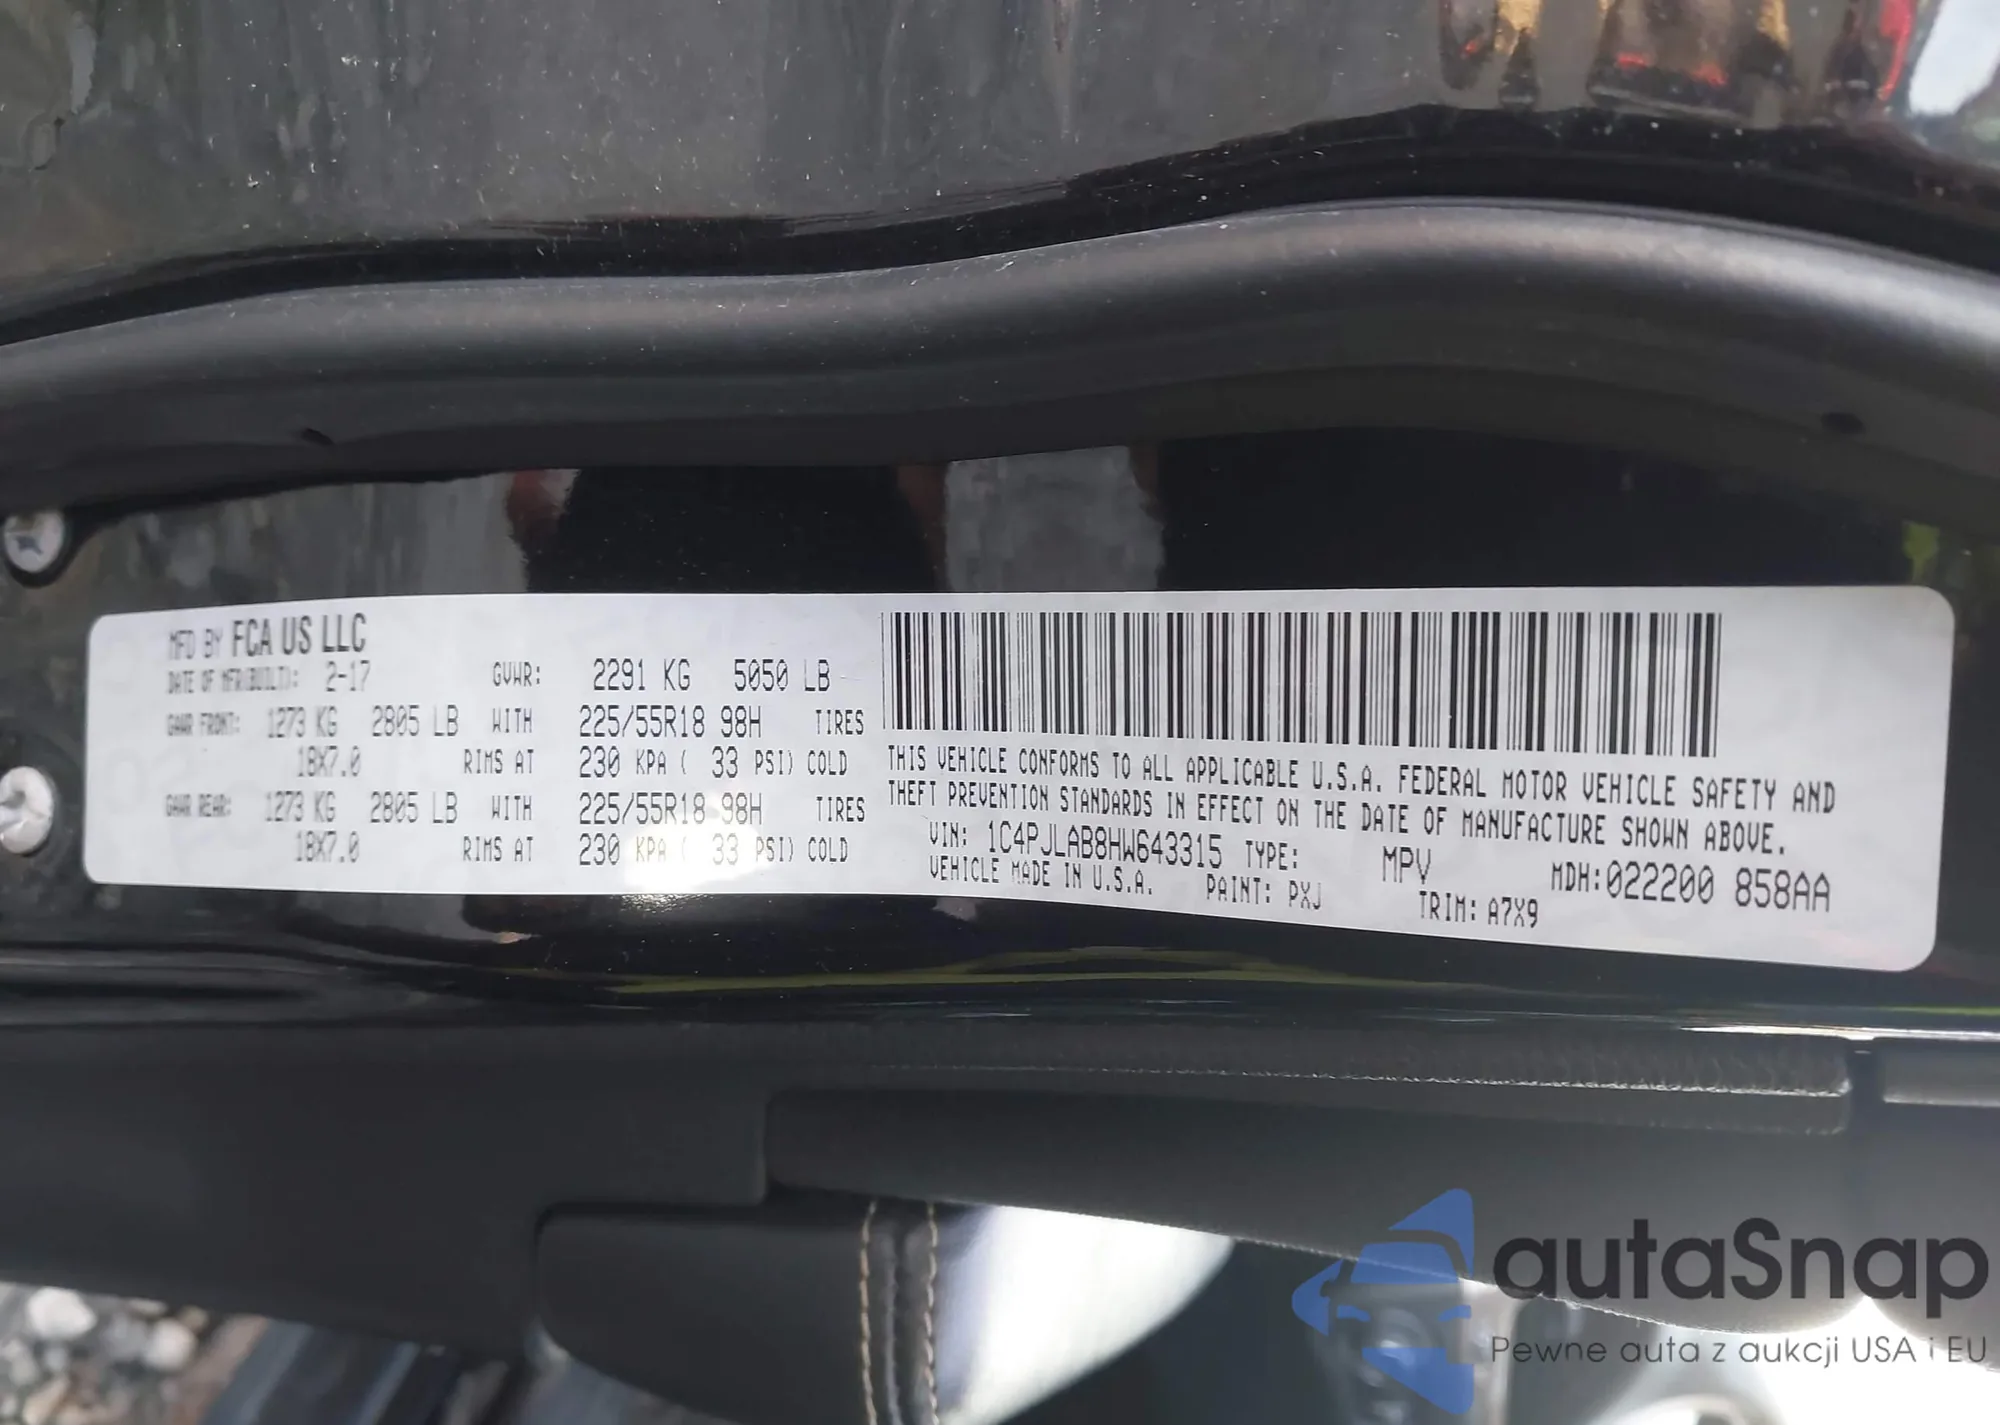 MFD BY FCA US LLC
DATE OF MFR(BUILT): 2-17 GVWR: 2291 KG 5050 LB
GAWR FRONT: 1273 KG 2805 LB WITH 225/55R18 98H TIRES
18X7.0 RIMS AT 230 KPA ( 33 PSI) COLD
GAWR REAR: 1273 KG 2805 LB WITH 225/55R18 98H TIRES
18X7.0 RIMS AT 230 KPA ( 33 PSI) COLD
THIS VEHICLE CONFORMS TO ALL APPLICABLE U.S.A. FEDERAL MOTOR VEHICLE SAFETY AND
THEFT PREVENTION STANDARDS IN EFFECT ON THE DATE OF MANUFACTURE SHOWN ABOVE.
VIN: 1C4PJLAB8HW643315 TYPE: MPV MDH:022200 858AA
VEHICLE MADE IN U.S.A. PAINT: PXJ TRIM: A7X9
autaSnap
Pewne auta z aukcji USA i EU